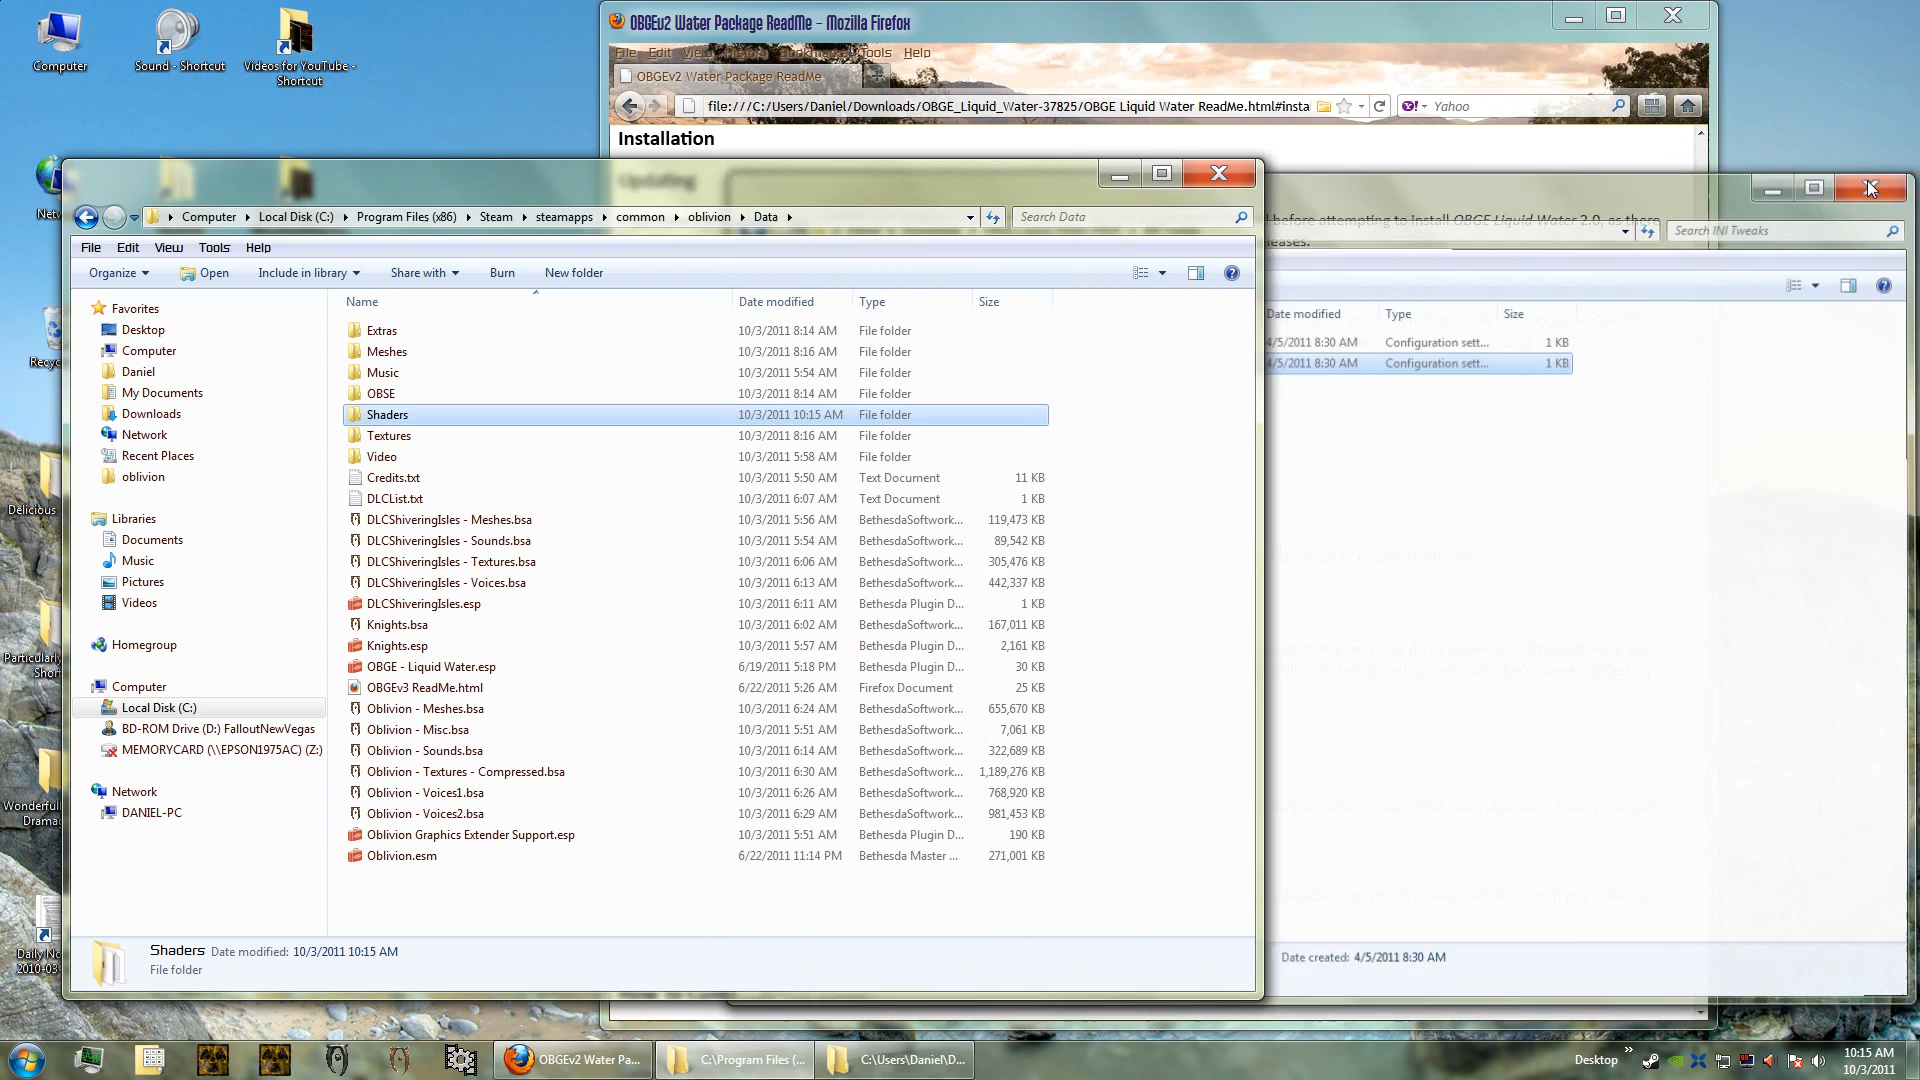 Computer
Sound - Shortcut
Videos for YouTube - Shortcut
OBGEv2 Water Package ReadMe - Mozilla Firefox
File Edit View Tools Help
OBGEv2 Water Package ReadMe
file:///C:/Users/Daniel/Downloads/OBGE_Liquid_Water-37825/OBGE Liquid Water ReadMe.html#insta
Yahoo
Installation
Updating
before attempting to install OBGE Liquid Water 2.0, as there
Search INI Tweaks
Date modified Type Size
4/5/2011 8:30 AM Configuration sett... 1 KB
4/5/2011 8:30 AM Configuration sett... 1 KB
Date created: 4/5/2011 8:30 AM
Computer Local Disk (C:) Program Files (x86) Steam steamapps common oblivion Data
Search Data
File Edit View Tools Help
Organize Open Include in library Share with Burn New folder
Favorites
Desktop
Computer
Daniel
My Documents
Downloads
Network
Recent Places
oblivion
Libraries
Documents
Music
Pictures
Videos
Homegroup
Computer
Local Disk (C:)
BD-ROM Drive (D:) FalloutNewVegas
MEMORYCARD (\\EPSON1975AC) (Z:)
Network
DANIEL-PC
Name Date modified Type Size
Extras 10/3/2011 8:14 AM File folder
Meshes 10/3/2011 8:16 AM File folder
Music 10/3/2011 5:54 AM File folder
OBSE 10/3/2011 8:14 AM File folder
Shaders 10/3/2011 10:15 AM File folder
Textures 10/3/2011 8:16 AM File folder
Video 10/3/2011 5:58 AM File folder
Credits.txt 10/3/2011 5:50 AM Text Document 11 KB
DLCList.txt 10/3/2011 6:07 AM Text Document 1 KB
DLCShiveringIsles - Meshes.bsa 10/3/2011 5:56 AM BethesdaSoftwork... 119,473 KB
DLCShiveringIsles - Sounds.bsa 10/3/2011 5:54 AM BethesdaSoftwork... 89,542 KB
DLCShiveringIsles - Textures.bsa 10/3/2011 6:06 AM BethesdaSoftwork... 305,476 KB
DLCShiveringIsles - Voices.bsa 10/3/2011 6:13 AM BethesdaSoftwork... 442,337 KB
DLCShiveringIsles.esp 10/3/2011 6:11 AM Bethesda Plugin D... 1 KB
Knights.bsa 10/3/2011 6:02 AM BethesdaSoftwork... 167,011 KB
Knights.esp 10/3/2011 5:57 AM Bethesda Plugin D... 2,161 KB
OBGE - Liquid Water.esp 6/19/2011 5:18 PM Bethesda Plugin D... 30 KB
OBGEv3 ReadMe.html 6/22/2011 5:26 AM Firefox Document 25 KB
Oblivion - Meshes.bsa 10/3/2011 6:24 AM BethesdaSoftwork... 655,670 KB
Oblivion - Misc.bsa 10/3/2011 5:51 AM BethesdaSoftwork... 7,061 KB
Oblivion - Sounds.bsa 10/3/2011 6:14 AM BethesdaSoftwork... 322,689 KB
Oblivion - Textures - Compressed.bsa 10/3/2011 6:30 AM BethesdaSoftwork... 1,189,276 KB
Oblivion - Voices1.bsa 10/3/2011 6:26 AM BethesdaSoftwork... 768,920 KB
Oblivion - Voices2.bsa 10/3/2011 6:29 AM BethesdaSoftwork... 981,453 KB
Oblivion Graphics Extender Support.esp 10/3/2011 5:51 AM Bethesda Plugin D... 190 KB
Oblivion.esm 6/22/2011 11:14 PM Bethesda Master ... 271,001 KB
Shaders Date modified: 10/3/2011 10:15 AM
File folder
Delicious
Wonderful
OBGEv2 Water Pa...
C:\Program Files (...
C:\Users\Daniel\D...
Desktop
10:15 AM
10/3/2011